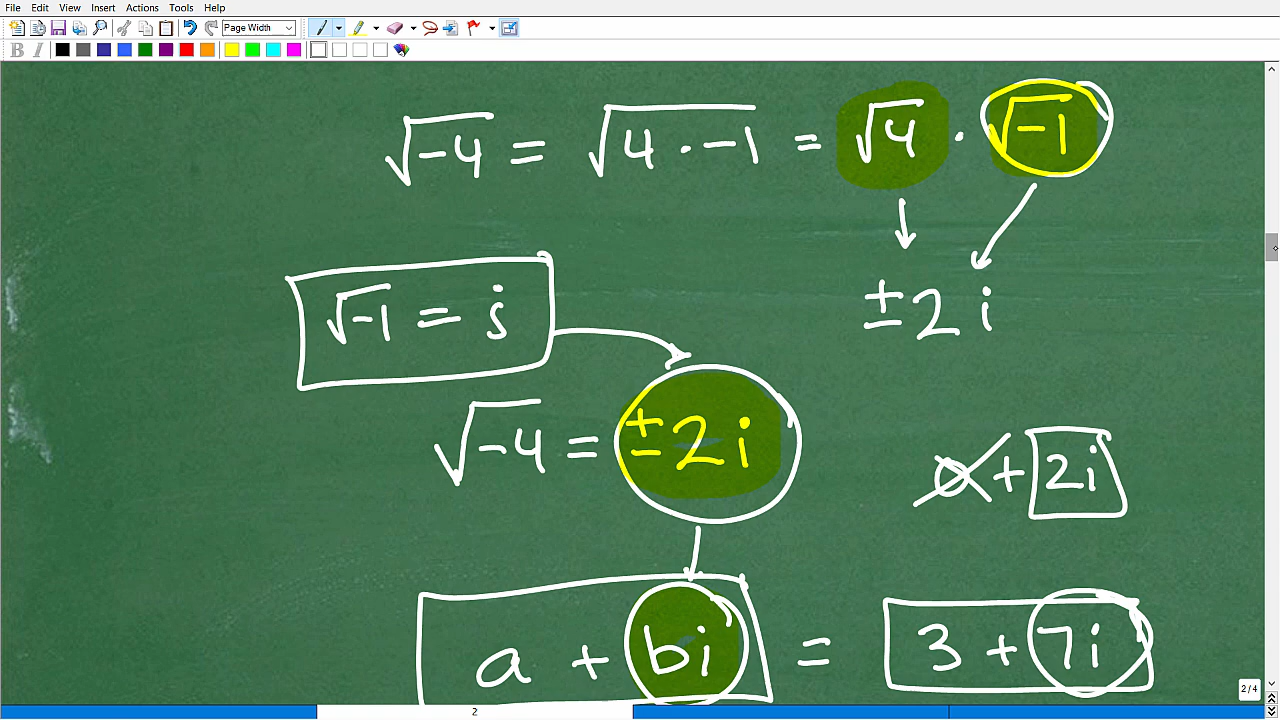 File Edit View Insert Actions Tools Help
Page Width
B I
√-4 = √4 · -1 = √4 · √-1
±2 i
√-1 = i
√-4 = ±2i
0 + 2i
a + bi = 3 + 7i
2 / 4
2